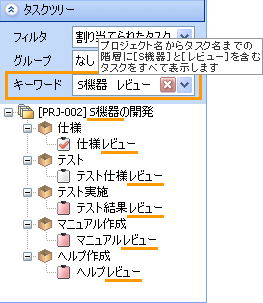 タスクツリー
フィルタ 割り当てられたタスク
プロジェクト名からタスク名までの
階層に[S機器]と[レビュー]を含む
タスクをすべて表示します
グループ なし
キーワード S機器 レビュー
[PRJ-002] S機器の開発
仕様
仕様レビュー
テスト
テスト仕様レビュー
テスト実施
テスト結果レビュー
マニュアル作成
マニュアルレビュー
ヘルプ作成
ヘルプレビュー